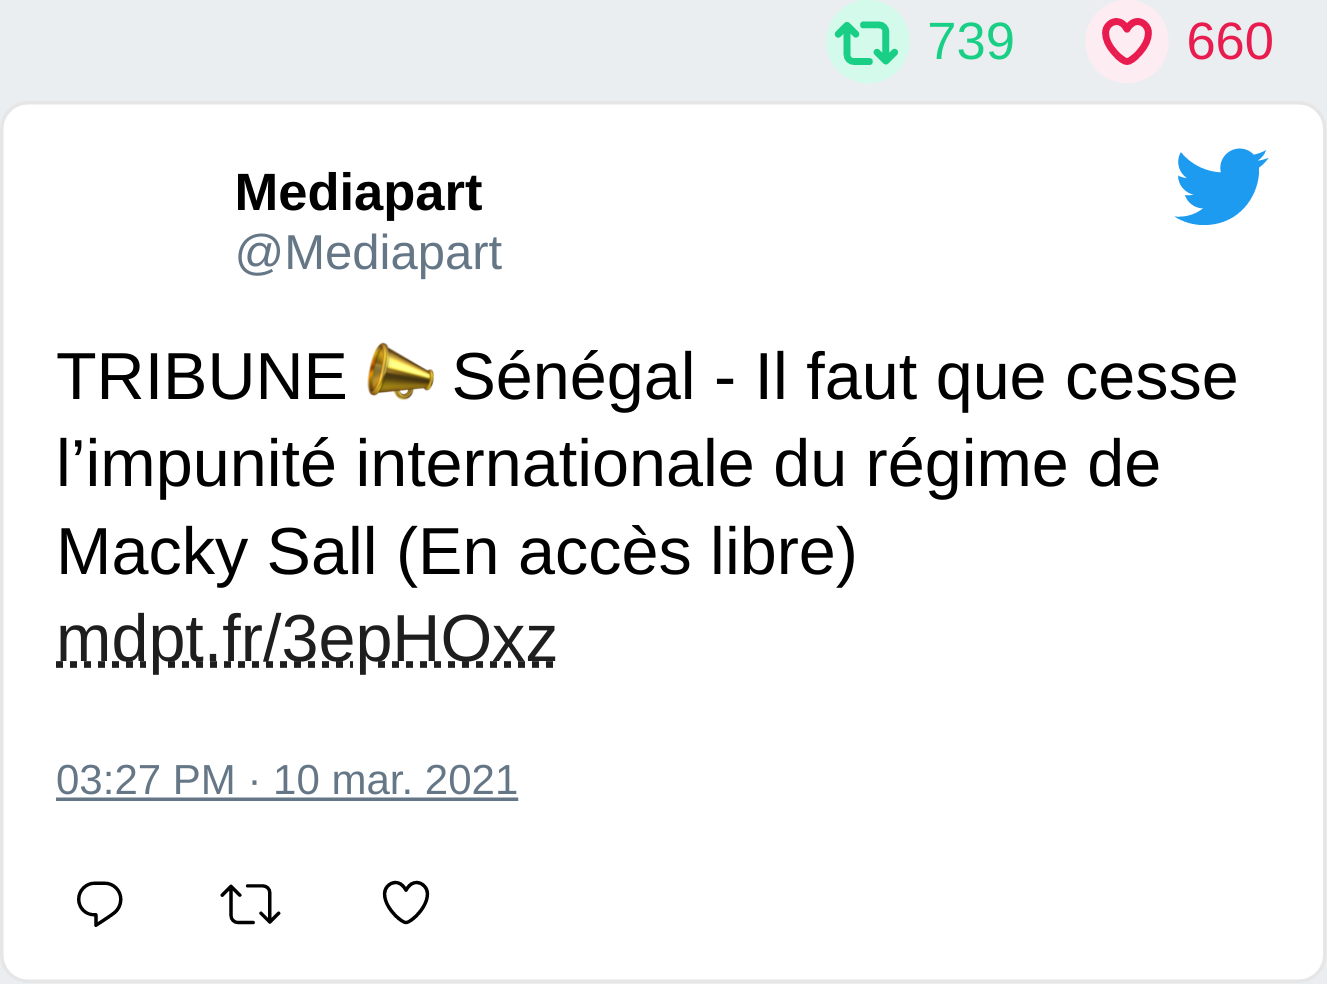 739 660
Mediapart
@Mediapart
TRIBUNE 📣 Sénégal - Il faut que cesse
l’impunité internationale du régime de
Macky Sall (En accès libre)
mdpt.fr/3epHOxz
03:27 PM · 10 mar. 2021